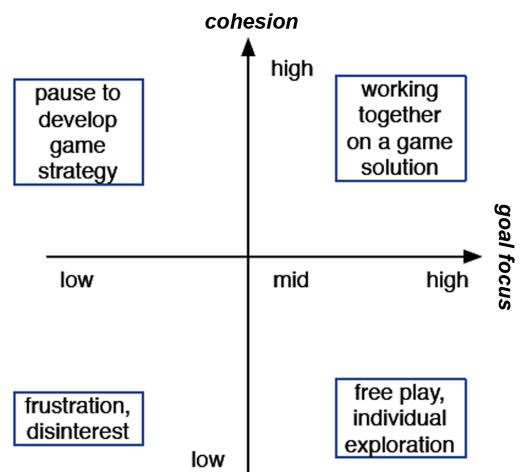 cohesion
high
pause to
develop
game
strategy
working
together
on a game
solution
goal focus
low
mid
high
frustration,
disinterest
free play,
individual
exploration
low